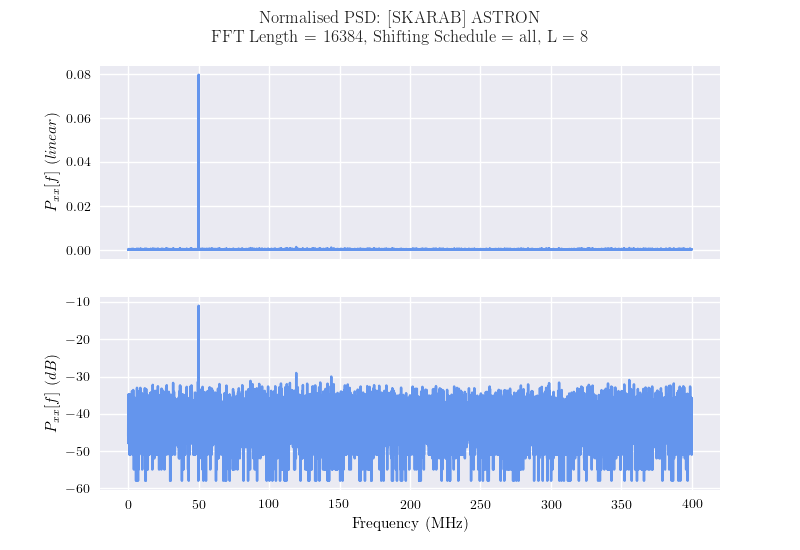 Normalised PSD: [SKARAB] ASTRON
FFT Length = 16384, Shifting Schedule = all, L = 8
0.08
0.06
0.04
0.02
0.00
P_xx[f] (linear)
−10
−20
−30
−40
−50
−60
P_xx[f] (dB)
0 50 100 150 200 250 300 350 400
Frequency (MHz)